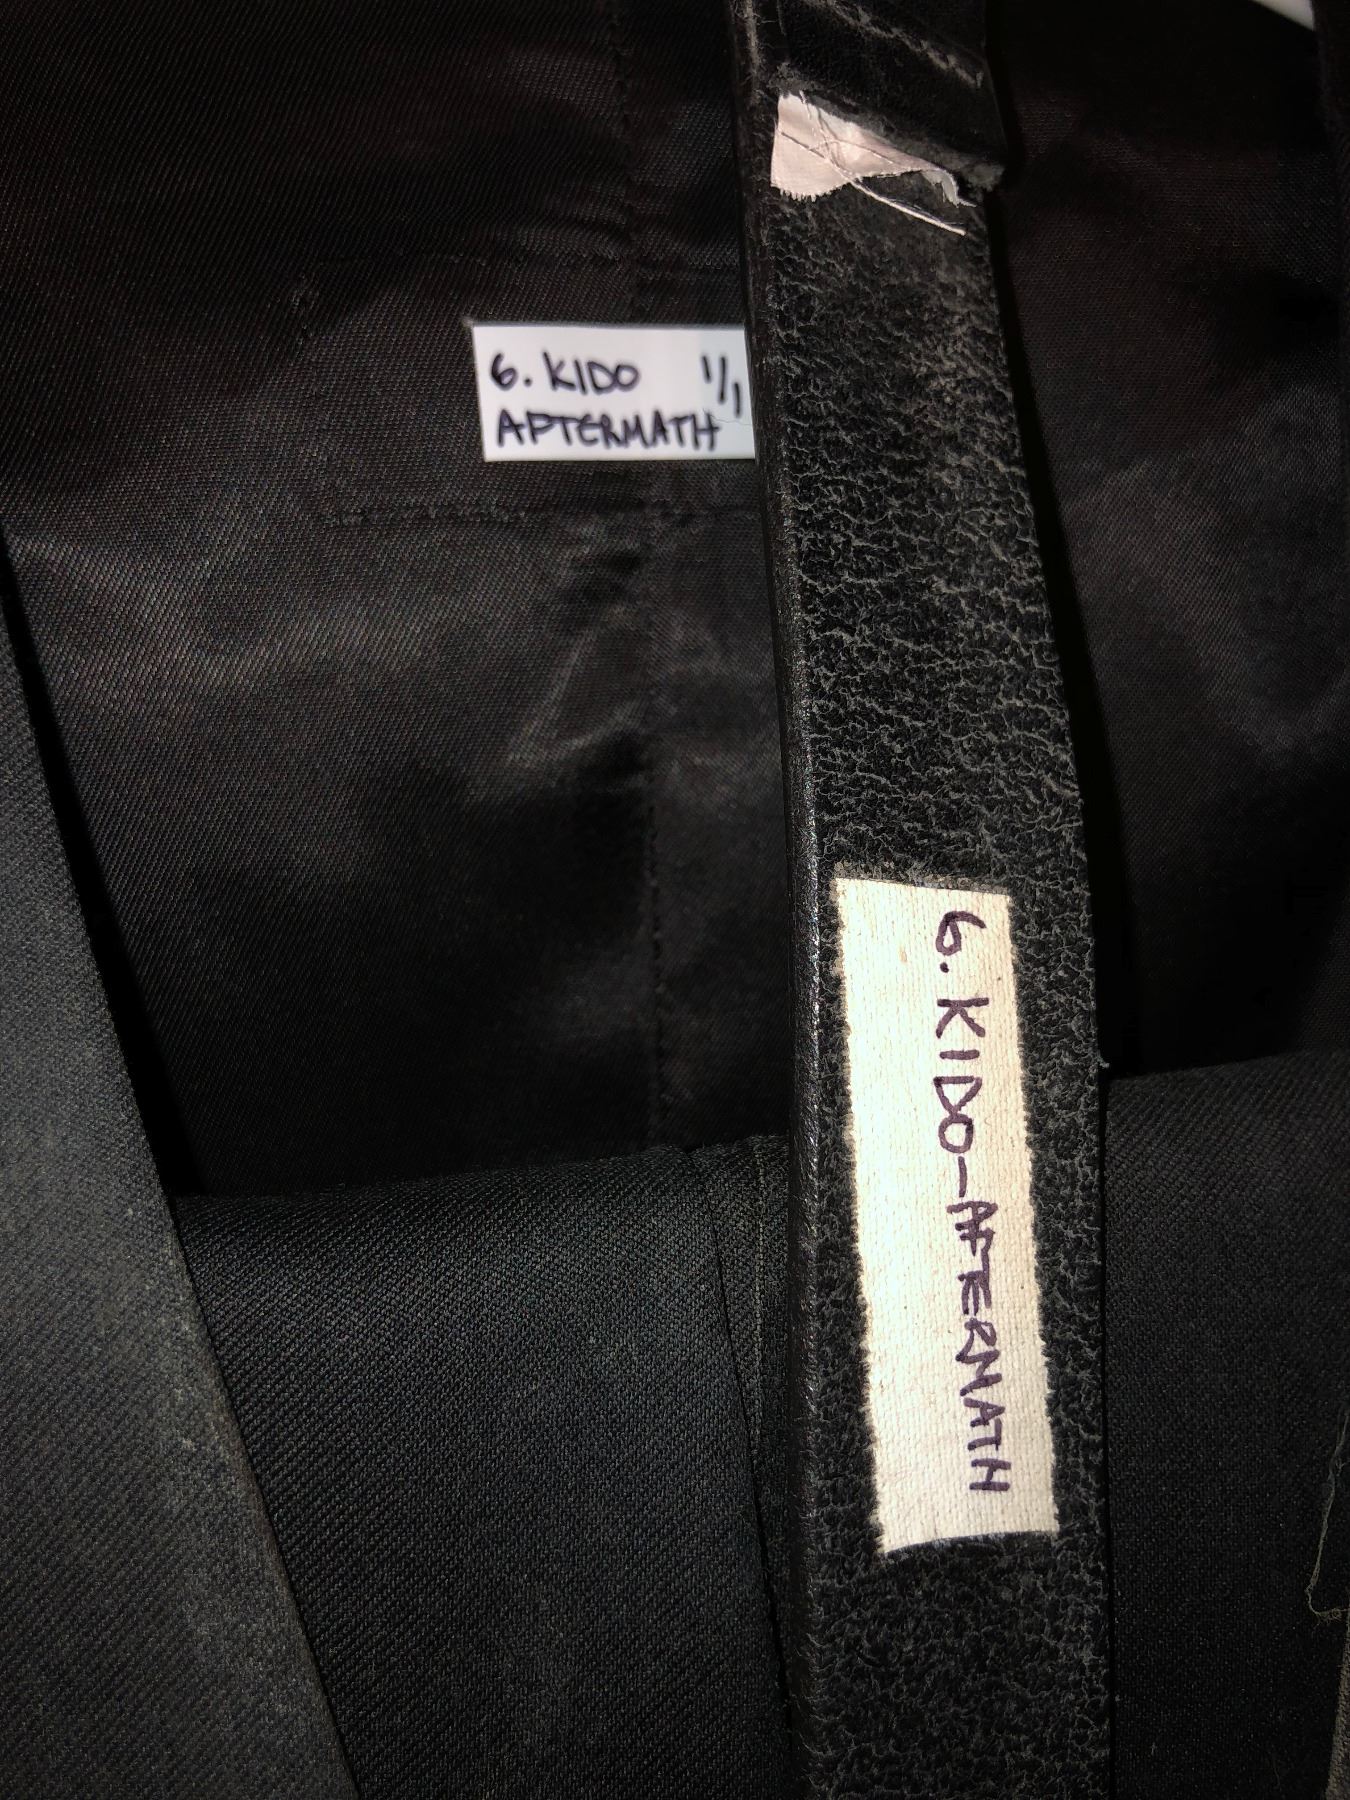 6. KIDO 1/1
AFTERMATH
6. KIDO-AFTERMATH